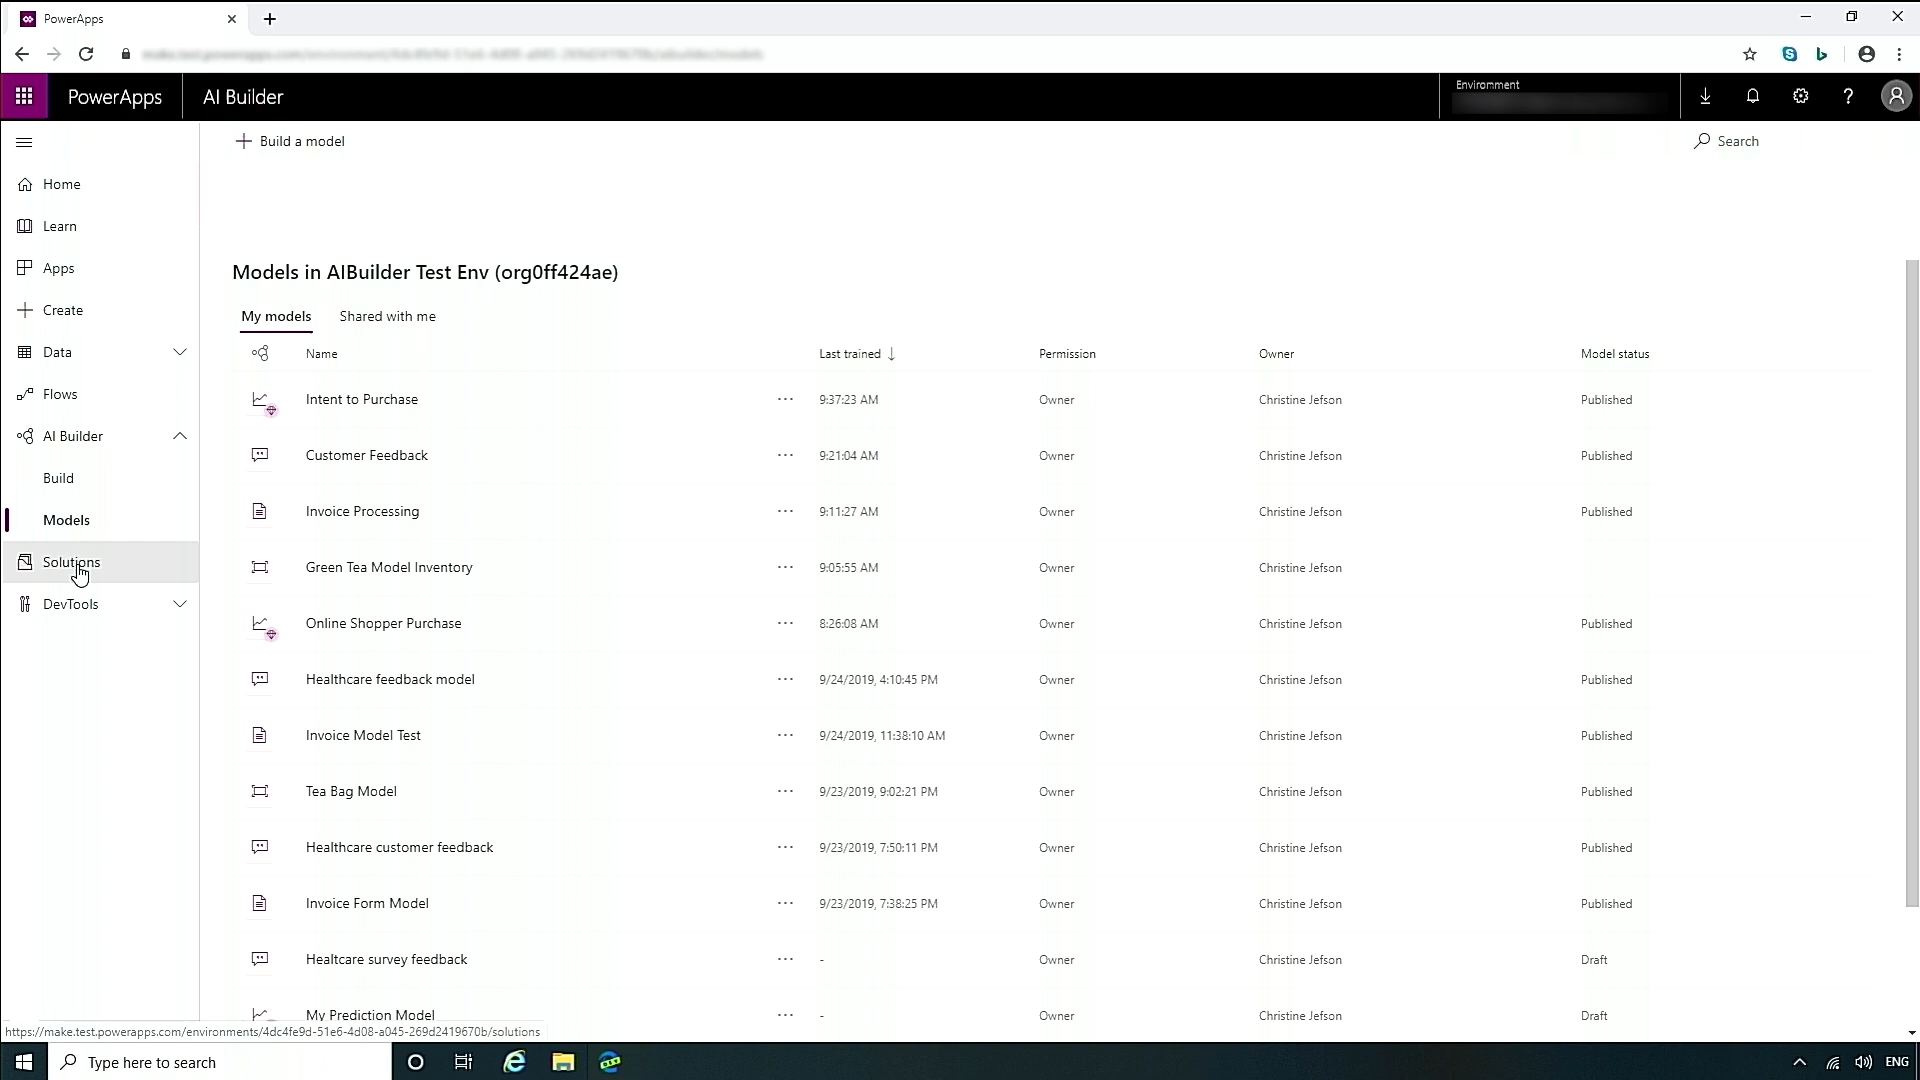 PowerApps
PowerApps
AI Builder
Environment
Build a model
Search
Home
Learn
Apps
Create
Data
Flows
AI Builder
Build
Models
Solutions
DevTools
Models in AIBuilder Test Env (org0ff424ae)
My models Shared with me
Name Last trained Permission Owner Model status
Intent to Purchase ... 9:37:23 AM Owner Christine Jefson Published
Customer Feedback ... 9:21:04 AM Owner Christine Jefson Published
Invoice Processing ... 9:11:27 AM Owner Christine Jefson Published
Green Tea Model Inventory ... 9:05:55 AM Owner Christine Jefson
Online Shopper Purchase ... 8:26:08 AM Owner Christine Jefson Published
Healthcare feedback model ... 9/24/2019, 4:10:45 PM Owner Christine Jefson Published
Invoice Model Test ... 9/24/2019, 11:38:10 AM Owner Christine Jefson Published
Tea Bag Model ... 9/23/2019, 9:02:21 PM Owner Christine Jefson Published
Healthcare customer feedback ... 9/23/2019, 7:50:11 PM Owner Christine Jefson Published
Invoice Form Model ... 9/23/2019, 7:38:25 PM Owner Christine Jefson Published
Healtcare survey feedback ... - Owner Christine Jefson Draft
My Prediction Model ... - Owner Christine Jefson Draft
https://make.test.powerapps.com/environments/4dc4fe9d-51e6-4d08-a045-269d2419670b/solutions
Type here to search
ENG